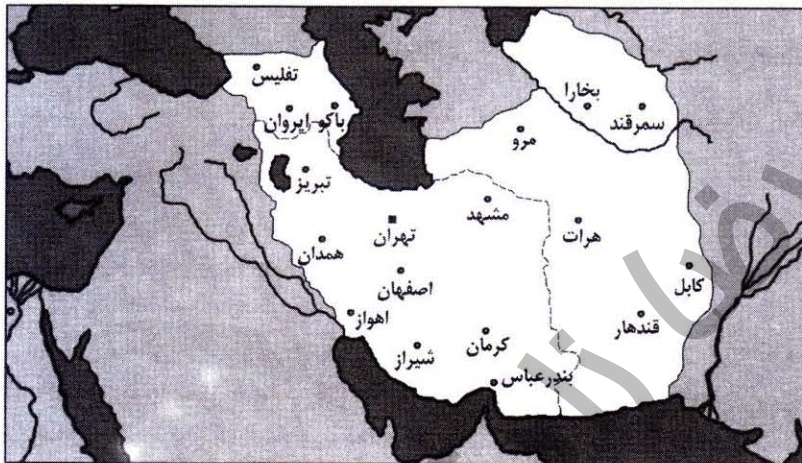 تفلیس
بخارا
سمرقند
باکو
ایروان
مرو
تبریز
مشهد
تهران
هرات
همدان
اصفهان
کابل
اهواز
قندهار
کرمان
شیراز
بندرعباس